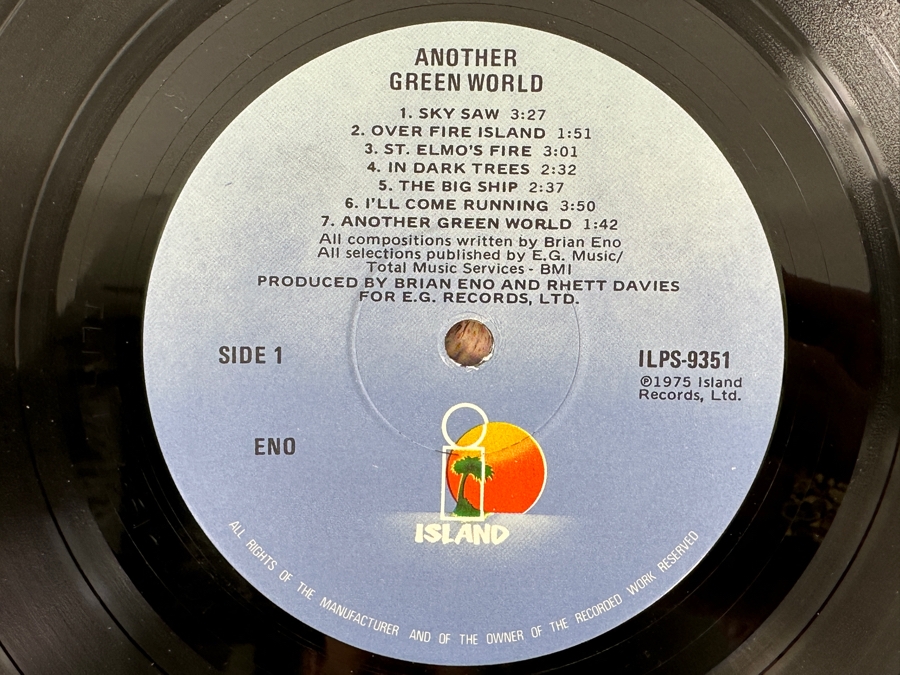 ANOTHER
GREEN WORLD
1. SKY SAW 3:27
2. OVER FIRE ISLAND 1:51
3. ST. ELMO'S FIRE 3:01
4. IN DARK TREES 2:32
5. THE BIG SHIP 2:37
6. I'LL COME RUNNING 3:50
7. ANOTHER GREEN WORLD 1:42
All compositions written by Brian Eno
All selections published by E.G. Music/
Total Music Services - BMI
PRODUCED BY BRIAN ENO AND RHETT DAVIES
FOR E.G. RECORDS, LTD.
SIDE 1
ILPS-9351
℗1975 Island
Records, Ltd.
ENO
ISLAND
ALL RIGHTS OF THE MANUFACTURER AND OF THE OWNER OF THE RECORDED WORK RESERVED